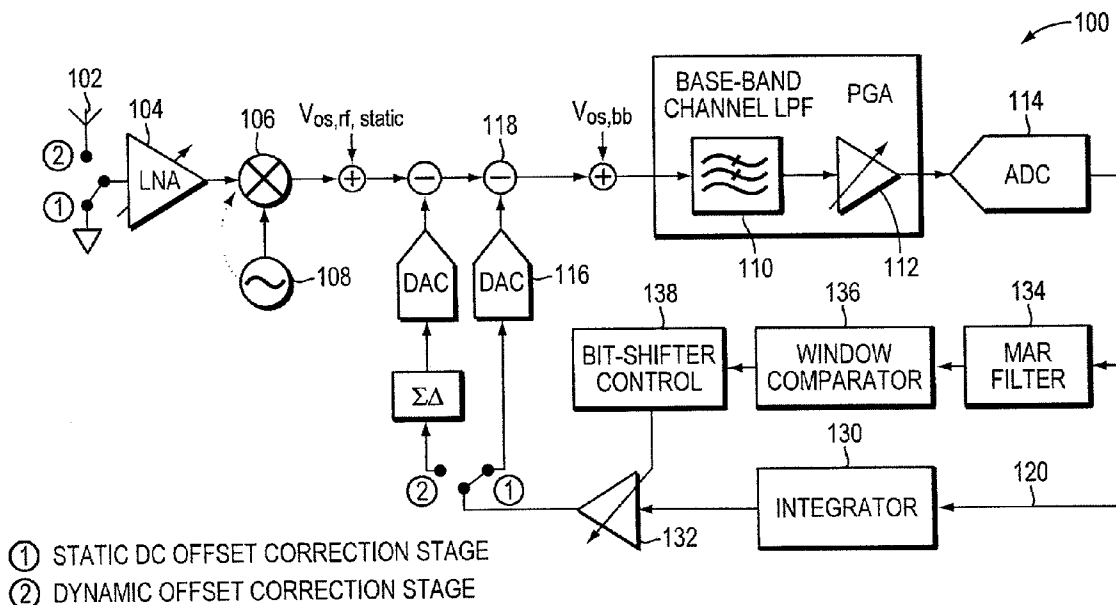 100
102
104
LNA
②
①
106
108
Vos,rf, static
118
Vos,bb
BASE-BAND
CHANNEL LPF
PGA
110
112
114
ADC
DAC
DAC
116
ΣΔ
②
①
138
BIT-SHIFTER
CONTROL
136
WINDOW
COMPARATOR
134
MAR
FILTER
130
INTEGRATOR
120
132
① STATIC DC OFFSET CORRECTION STAGE
② DYNAMIC OFFSET CORRECTION STAGE